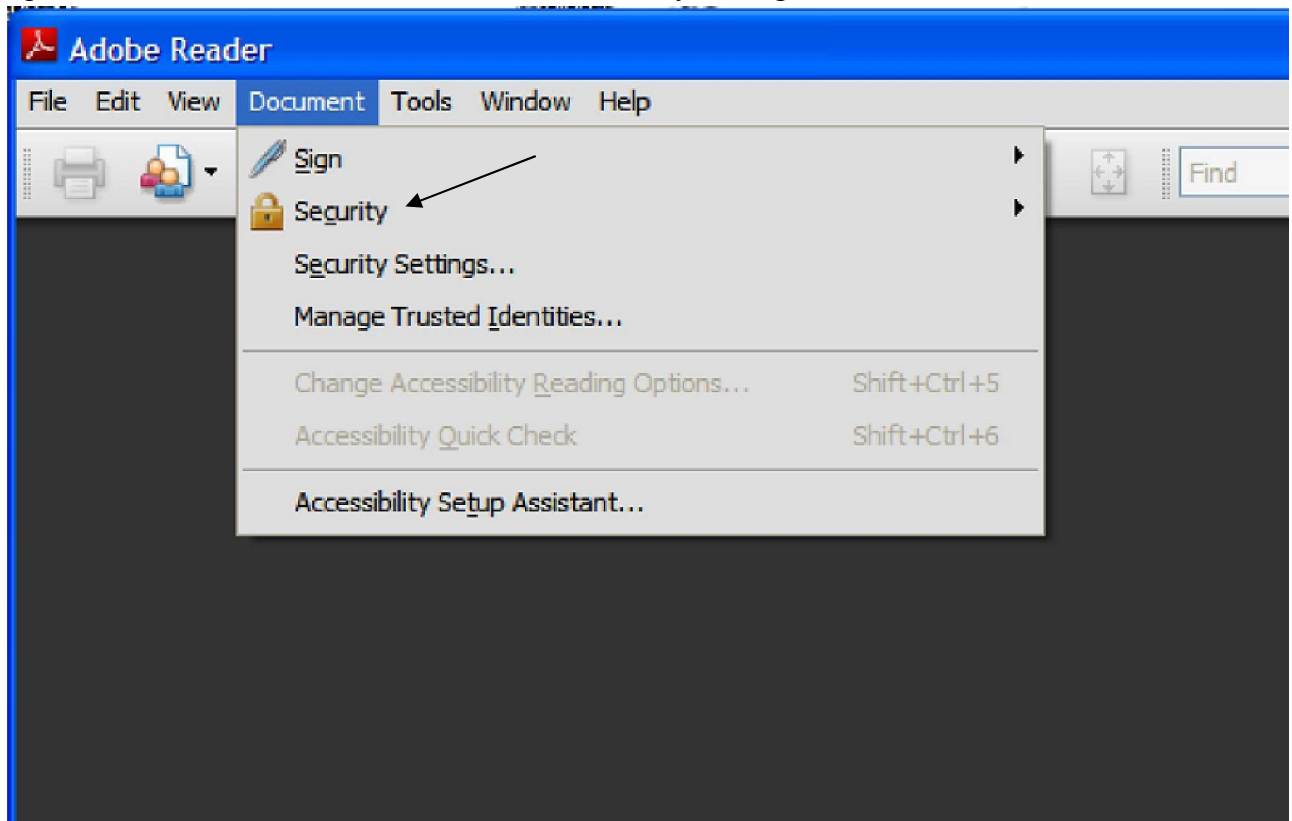 Adobe Reader
File Edit View Document Tools Window Help
Find
Sign
Security
Security Settings...
Manage Trusted Identities...
Change Accessibility Reading Options... Shift+Ctrl+5
Accessibility Quick Check Shift+Ctrl+6
Accessibility Setup Assistant...